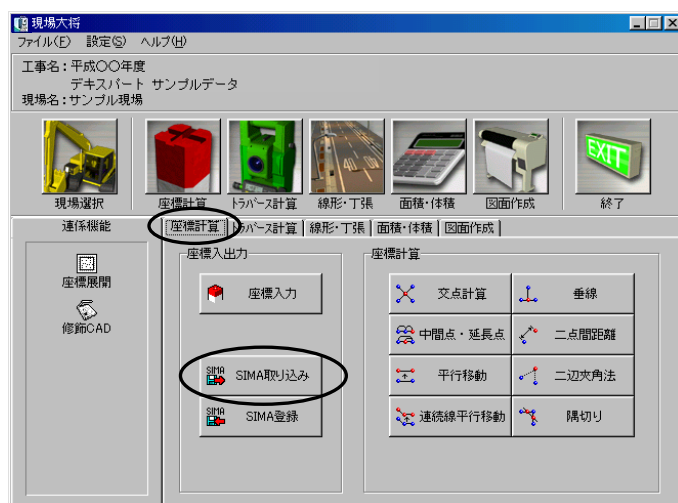 現場大将
ファイル(F) 設定(S) ヘルプ(H)
工事名：平成〇〇年度
デキスパート サンプルデータ
現場名：サンプル現場
現場選択 座標計算 トラバース計算 線形・丁張 面積・体積 図面作成 EXIT 終了
連係機能 座標計算 トラバース計算 線形・丁張 面積・体積 図面作成
座標展開
修飾CAD
座標入出力
座標入力
SIMA SIMA取り込み
SIMA SIMA登録
座標計算
交点計算 垂線
中間点・延長点 二点間距離
平行移動 二辺夾角法
連続線平行移動 隅切り